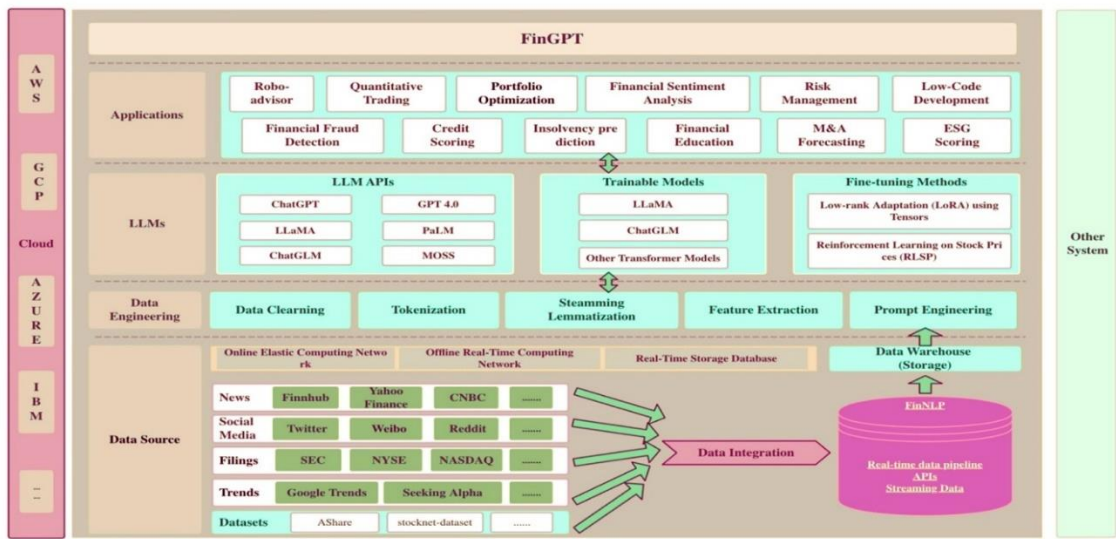 FinGPT
A
W
S
G
C
P
Cloud
A
Z
U
R
E
I
B
M
...
Applications
Robo-
advisor
Quantitative
Trading
Portfolio
Optimization
Financial Sentiment
Analysis
Risk
Management
Low-Code
Development
Financial Fraud
Detection
Credit
Scoring
Insolvency pre
diction
Financial
Education
M&A
Forecasting
ESG
Scoring
LLMs
LLM APIs
ChatGPT
GPT 4.0
LLaMA
PaLM
ChatGLM
MOSS
Trainable Models
LLaMA
ChatGLM
Other Transformer Models
Fine-tuning Methods
Low-rank Adaptation (LoRA) using
Tensors
Reinforcement Learning on Stock Pri
ces (RLSP)
Data
Engineering
Data Clearning
Tokenization
Steamming
Lemmatization
Feature Extraction
Prompt Engineering
Data Source
Online Elastic Computing Netwo
rk
Offline Real-Time Computing
Network
Real-Time Storage Database
Data Warehouse
(Storage)
News
Finnhub
Yahoo
Finance
CNBC
......
Social
Media
Twitter
Weibo
Reddit
......
Filings
SEC
NYSE
NASDAQ
......
Trends
Google Trends
Seeking Alpha
......
Datasets
AShare
stocknet-dataset
......
Data Integration
FinNLP
Real-time data pipeline
APIs
Streaming Data
Other
System